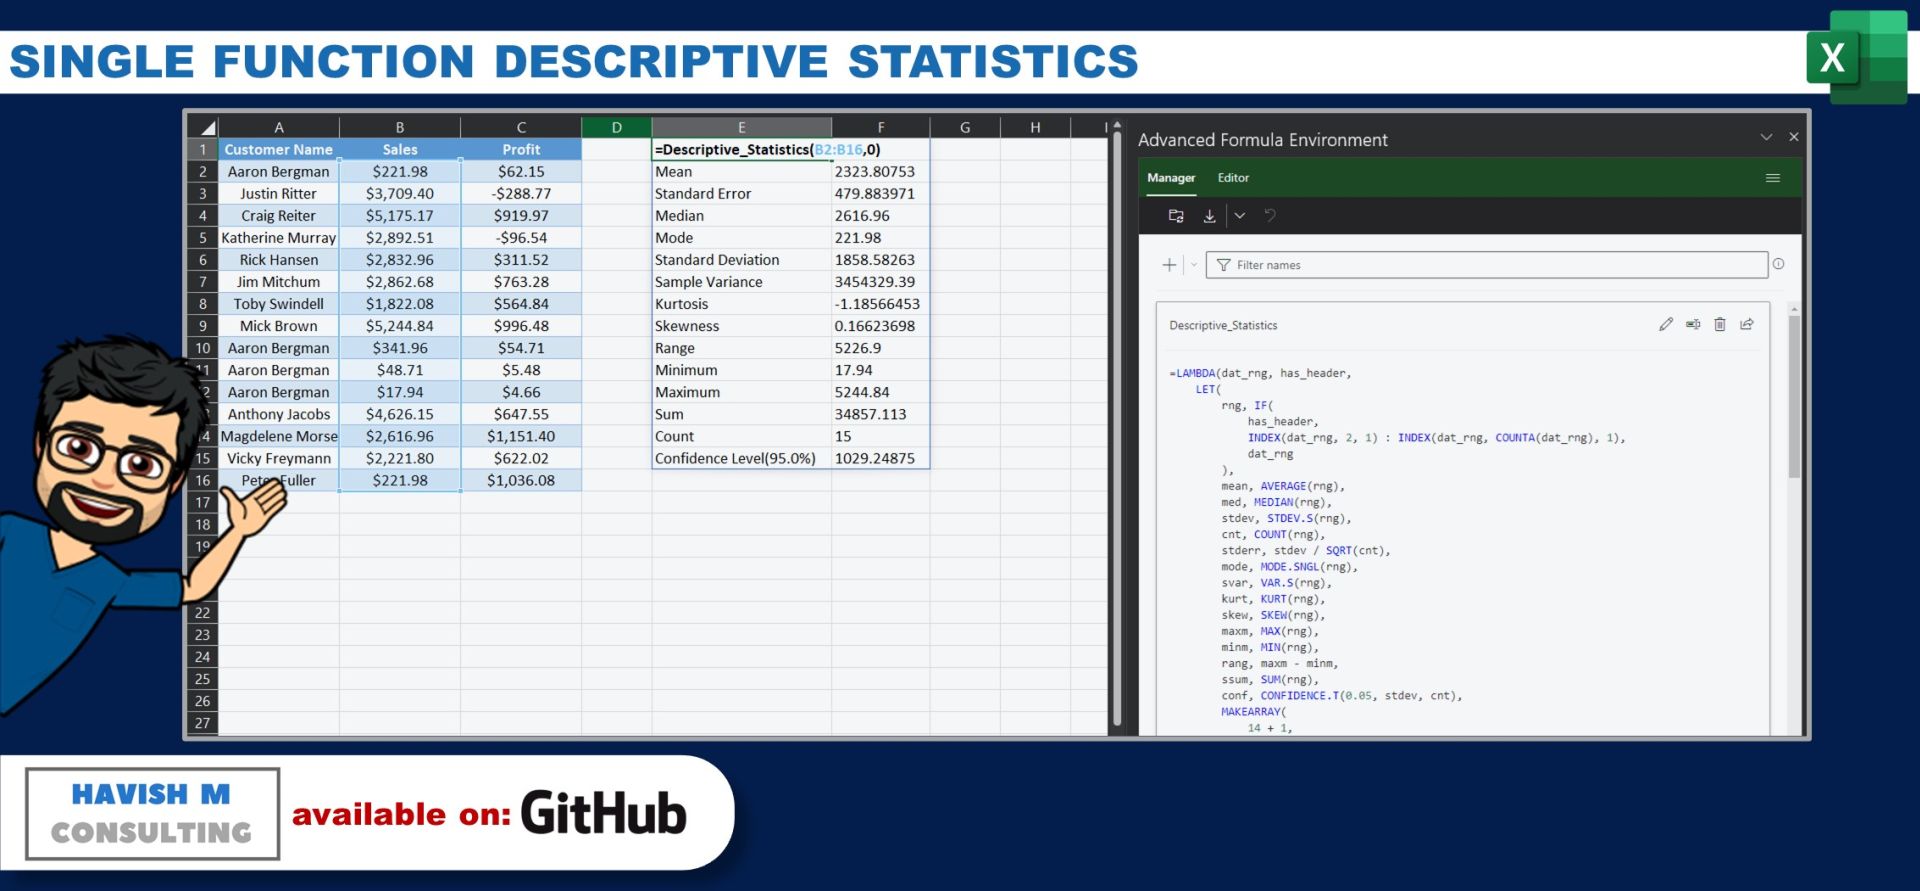 SINGLE FUNCTION DESCRIPTIVE STATISTICS
X
A B C D E F G H I
1 Customer Name Sales Profit =Descriptive_Statistics(B2:B16,0)
2 Aaron Bergman $221.98 $62.15 Mean 2323.80753
3 Justin Ritter $3,709.40 -$288.77 Standard Error 479.883971
4 Craig Reiter $5,175.17 $919.97 Median 2616.96
5 Katherine Murray $2,892.51 -$96.54 Mode 221.98
6 Rick Hansen $2,832.96 $311.52 Standard Deviation 1858.58263
7 Jim Mitchum $2,862.68 $763.28 Sample Variance 3454329.39
8 Toby Swindell $1,822.08 $564.84 Kurtosis -1.18566453
9 Mick Brown $5,244.84 $996.48 Skewness 0.16623698
10 Aaron Bergman $341.96 $54.71 Range 5226.9
11 Aaron Bergman $48.71 $5.48 Minimum 17.94
2 Aaron Bergman $17.94 $4.66 Maximum 5244.84
Anthony Jacobs $4,626.15 $647.55 Sum 34857.113
14 Magdelene Morse $2,616.96 $1,151.40 Count 15
15 Vicky Freymann $2,221.80 $622.02 Confidence Level(95.0%) 1029.24875
16 Peter Fuller $221.98 $1,036.08
17
18
19
22
23
24
25
26
27
Advanced Formula Environment
Manager Editor
Filter names
Descriptive_Statistics
=LAMBDA(dat_rng, has_header,
LET(
rng, IF(
has_header,
INDEX(dat_rng, 2, 1) : INDEX(dat_rng, COUNTA(dat_rng), 1),
dat_rng
),
mean, AVERAGE(rng),
med, MEDIAN(rng),
stdev, STDEV.S(rng),
cnt, COUNT(rng),
stderr, stdev / SQRT(cnt),
mode, MODE.SNGL(rng),
svar, VAR.S(rng),
kurt, KURT(rng),
skew, SKEW(rng),
maxm, MAX(rng),
minm, MIN(rng),
rang, maxm - minm,
ssum, SUM(rng),
conf, CONFIDENCE.T(0.05, stdev, cnt),
MAKEARRAY(
14 + 1,
HAVISH M
CONSULTING
available on: GitHub